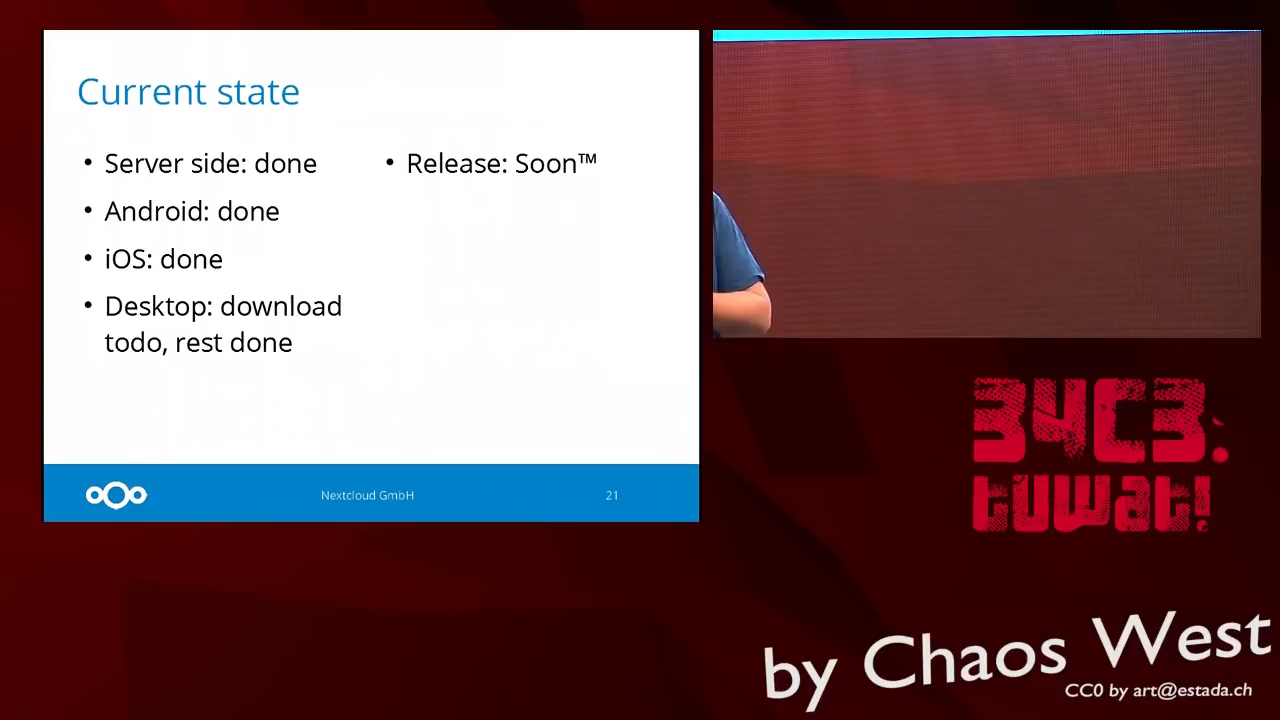 Current state
• Server side: done
• Android: done
• iOS: done
• Desktop: download
todo, rest done
• Release: Soon™
Nextcloud GmbH
21
34C3.
tuwat!
by Chaos West
CC0 by art@estada.ch